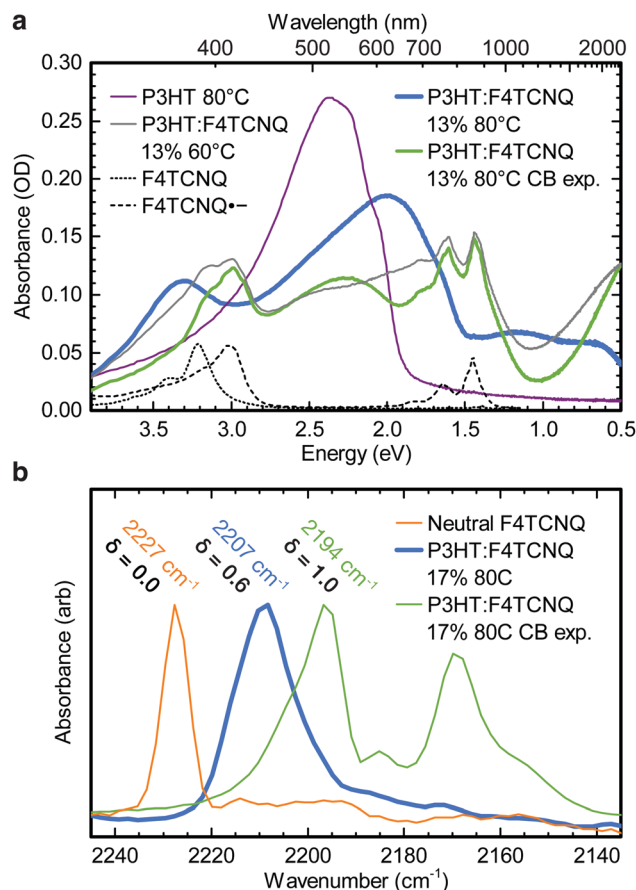 a
Wavelength (nm)
400 500 600 700 1000 2000
0.30
0.25
0.20
0.15
0.10
0.05
0.00
Absorbance (OD)
P3HT 80°C
P3HT:F4TCNQ
13% 60°C
F4TCNQ
F4TCNQ•−
P3HT:F4TCNQ
13% 80°C
P3HT:F4TCNQ
13% 80°C CB exp.
3.5 3.0 2.5 2.0 1.5 1.0 0.5
Energy (eV)
b
2227 cm⁻¹
δ = 0.0
2207 cm⁻¹
δ = 0.6
2194 cm⁻¹
δ = 1.0
Neutral F4TCNQ
P3HT:F4TCNQ
17% 80C
P3HT:F4TCNQ
17% 80C CB exp.
Absorbance (arb)
2240 2220 2200 2180 2160 2140
Wavenumber (cm⁻¹)